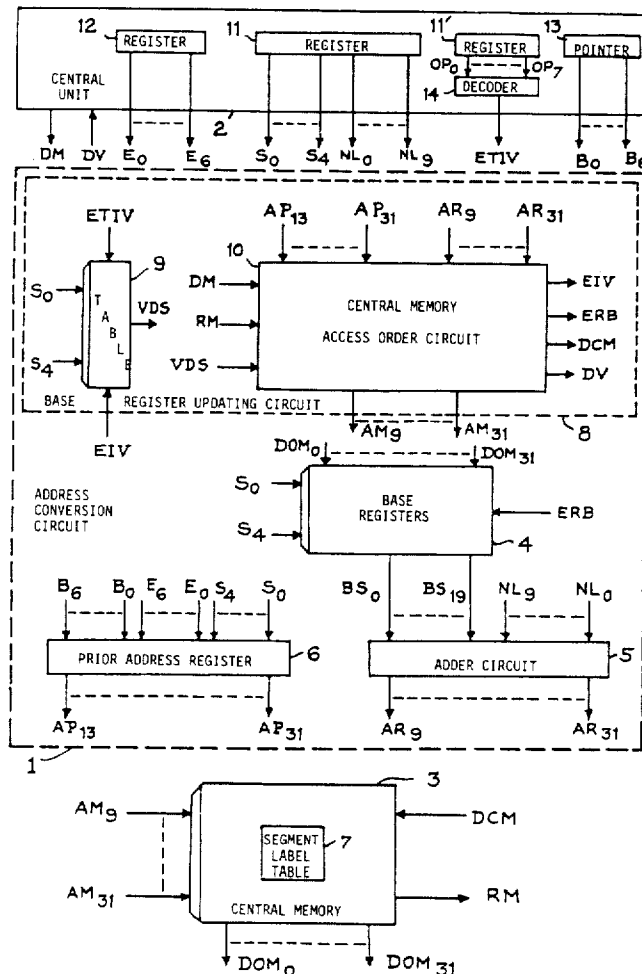 12 11 11' 13
REGISTER REGISTER REGISTER POINTER
OP0 OP7
CENTRAL UNIT
14 DECODER
2'
DM DV E0 E6 S0 S4 NL0 NL9 ETIV B0 B6
ETIV
AP13 AP31 AR9 AR31
9
10
S0
S4
TABLE
VDS
DM
RM
VDS
CENTRAL MEMORY
ACCESS ORDER CIRCUIT
EIV
ERB
DCM
DV
BASE REGISTER UPDATING CIRCUIT
8
EIV
AM9 AM31
DOM0 DOM31
ADDRESS
CONVERSION
CIRCUIT
S0
S4
BASE
REGISTERS
ERB
4
B6 B0 E6 E0 S4 S0
BS0 BS19 NL9 NL0
PRIOR ADDRESS REGISTER
6
ADDER CIRCUIT
5
AP13 AP31
AR9 AR31
1
3
AM9
AM31
SEGMENT
LABEL
TABLE
7
CENTRAL MEMORY
DCM
RM
DOM0 DOM31